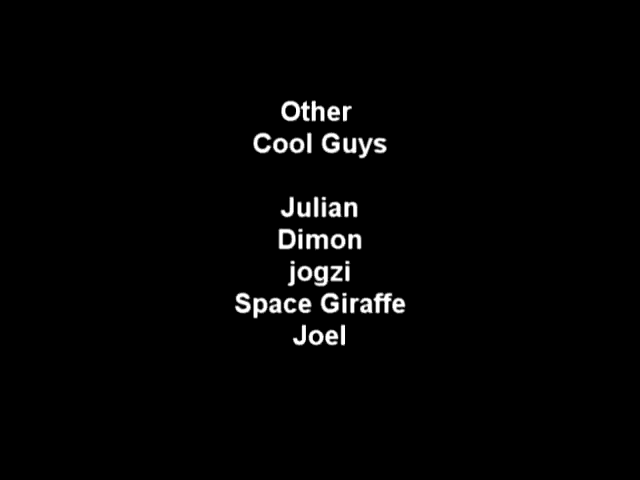 Other
Cool Guys
Julian
Dimon
jogzi
Space Giraffe
Joel